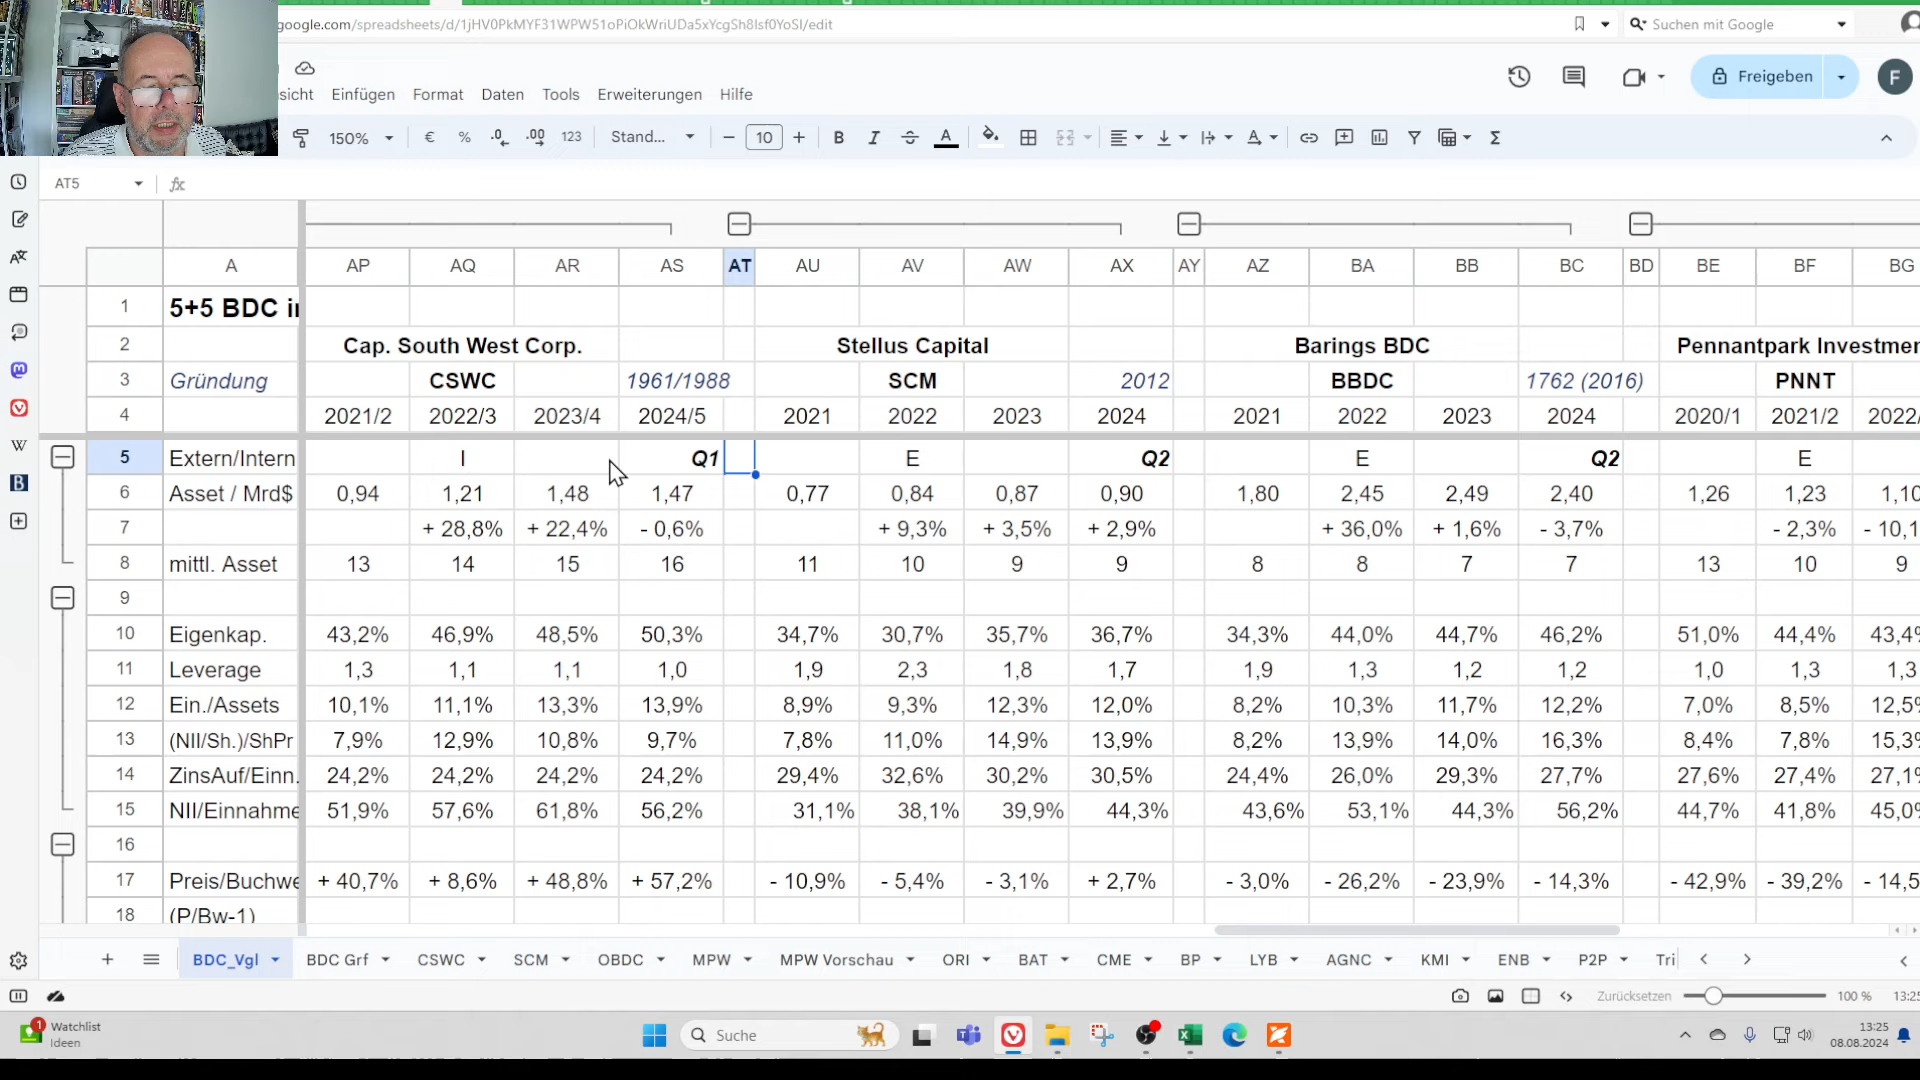 google.com/spreadsheets/d/1jHV0PkMYF31WPW51oPiOkWriUDa5xYcgSh8Isf0YoSI/edit
Suchen mit Google
sicht Einfügen Format Daten Tools Erweiterungen Hilfe
Freigeben F
150% € % .0 .00 123 Stand... − 10 + B I A Σ
AT5 fx
A AP AQ AR AS AT AU AV AW AX AY AZ BA BB BC BD BE BF BG
1 5+5 BDC in
2 Cap. South West Corp. Stellus Capital Barings BDC Pennantpark Investmen
3 Gründung CSWC 1961/1988 SCM 2012 BBDC 1762 (2016) PNNT
4 2021/2 2022/3 2023/4 2024/5 2021 2022 2023 2024 2021 2022 2023 2024 2020/1 2021/2 2022/
5 Extern/Intern I Q1 E Q2 E Q2 E
6 Asset / Mrd$ 0,94 1,21 1,48 1,47 0,77 0,84 0,87 0,90 1,80 2,45 2,49 2,40 1,26 1,23 1,10
7 + 28,8% + 22,4% - 0,6% + 9,3% + 3,5% + 2,9% + 36,0% + 1,6% - 3,7% - 2,3% - 10,1
8 mittl. Asset 13 14 15 16 11 10 9 9 8 8 7 7 13 10 9
9
10 Eigenkap. 43,2% 46,9% 48,5% 50,3% 34,7% 30,7% 35,7% 36,7% 34,3% 44,0% 44,7% 46,2% 51,0% 44,4% 43,4%
11 Leverage 1,3 1,1 1,1 1,0 1,9 2,3 1,8 1,7 1,9 1,3 1,2 1,2 1,0 1,3 1,3
12 Ein./Assets 10,1% 11,1% 13,3% 13,9% 8,9% 9,3% 12,3% 12,0% 8,2% 10,3% 11,7% 12,2% 7,0% 8,5% 12,5%
13 (NII/Sh.)/ShPr 7,9% 12,9% 10,8% 9,7% 7,8% 11,0% 14,9% 13,9% 8,2% 13,9% 14,0% 16,3% 8,4% 7,8% 15,3%
14 ZinsAuf/Einn. 24,2% 24,2% 24,2% 24,2% 29,4% 32,6% 30,2% 30,5% 24,4% 26,0% 29,3% 27,7% 27,6% 27,4% 27,1%
15 NII/Einnahme 51,9% 57,6% 61,8% 56,2% 31,1% 38,1% 39,9% 44,3% 43,6% 53,1% 44,3% 56,2% 44,7% 41,8% 45,0%
16
17 Preis/Buchwe + 40,7% + 8,6% + 48,8% + 57,2% - 10,9% - 5,4% - 3,1% + 2,7% - 3,0% - 26,2% - 23,9% - 14,3% - 42,9% - 39,2% - 14,5
18 (P/Bw-1)
BDC_Vgl BDC Grf CSWC SCM OBDC MPW MPW Vorschau ORI BAT CME BP LYB AGNC KMI ENB P2P Tri
Zurücksetzen 100 % 13:25
1 Watchlist
Ideen
Suche
13:25
08.08.2024